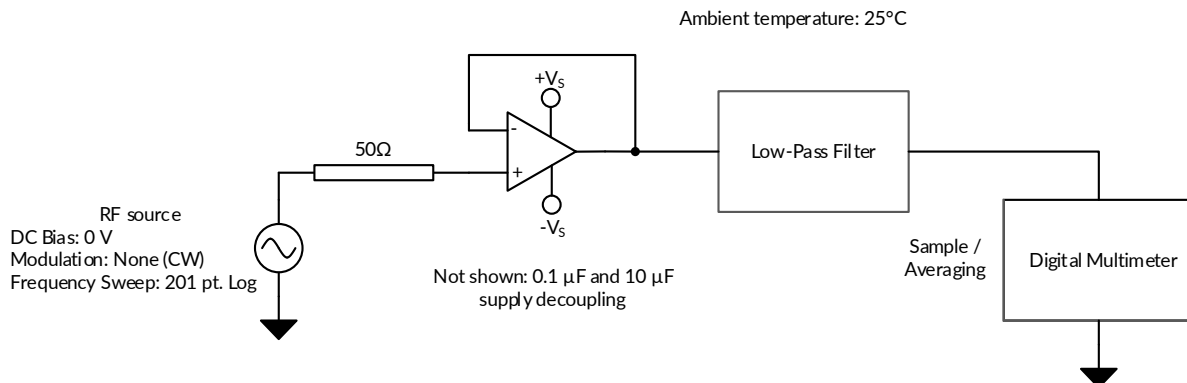 Ambient temperature: 25°C
+VS
50Ω
-
+
-VS
Low-Pass Filter
RF source
DC Bias: 0 V
Modulation: None (CW)
Frequency Sweep: 201 pt. Log
Not shown: 0.1 µF and 10 µF
supply decoupling
Sample /
Averaging
Digital Multimeter